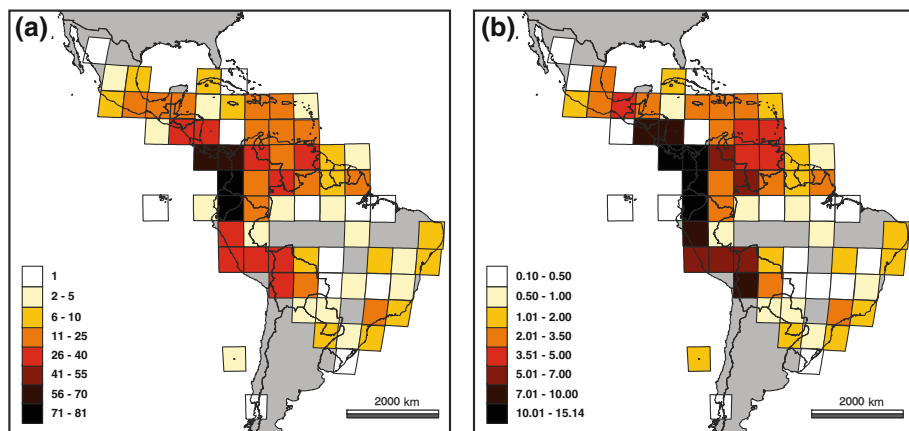 (a)
1
2 - 5
6 - 10
11 - 25
26 - 40
41 - 55
56 - 70
71 - 81
2000 km
(b)
0.10 - 0.50
0.50 - 1.00
1.01 - 2.00
2.01 - 3.50
3.51 - 5.00
5.01 - 7.00
7.01 - 10.00
10.01 - 15.14
2000 km